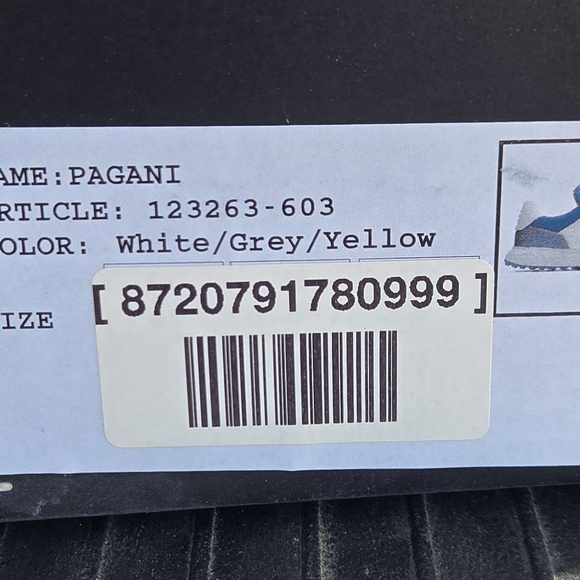 AME:PAGANI
RTICLE: 123263-603
OLOR: White/Grey/Yellow
IZE
[ 8720791780999 ]